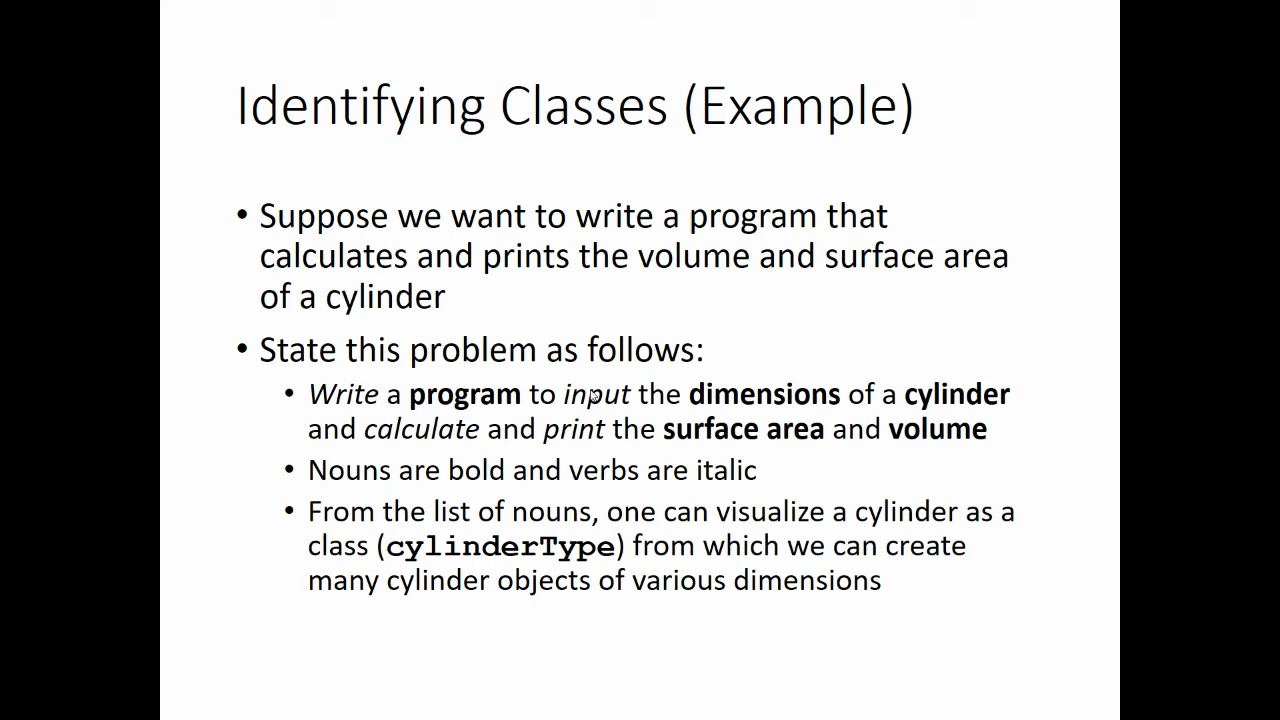 Identifying Classes (Example)
• Suppose we want to write a program that
calculates and prints the volume and surface area
of a cylinder
• State this problem as follows:
• Write a program to input the dimensions of a cylinder
and calculate and print the surface area and volume
• Nouns are bold and verbs are italic
• From the list of nouns, one can visualize a cylinder as a
class (cylinderType) from which we can create
many cylinder objects of various dimensions